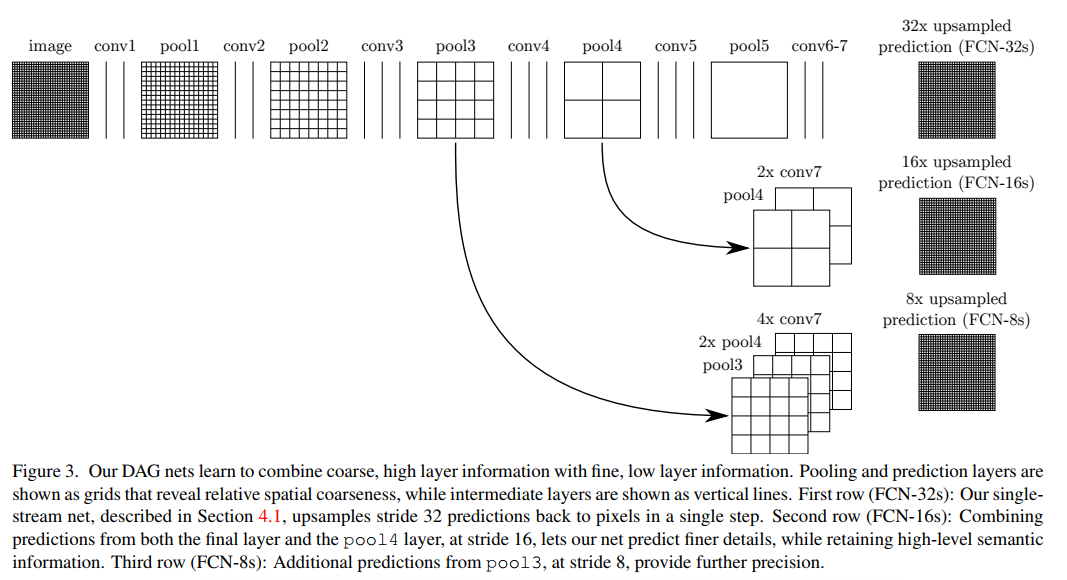 32x upsampled
image conv1 pool1 conv2 pool2 conv3 pool3 conv4 pool4 conv5 pool5 conv6-7 prediction (FCN-32s)
16x upsampled
2x conv7 prediction (FCN-16s)
pool4
8x upsampled
4x conv7 prediction (FCN-8s)
2x pool4
pool3
Figure 3. Our DAG nets learn to combine coarse, high layer information with fine, low layer information. Pooling and prediction layers are
shown as grids that reveal relative spatial coarseness, while intermediate layers are shown as vertical lines. First row (FCN-32s): Our single-
stream net, described in Section 4.1, upsamples stride 32 predictions back to pixels in a single step. Second row (FCN-16s): Combining
predictions from both the final layer and the pool4 layer, at stride 16, lets our net predict finer details, while retaining high-level semantic
information. Third row (FCN-8s): Additional predictions from pool3, at stride 8, provide further precision.